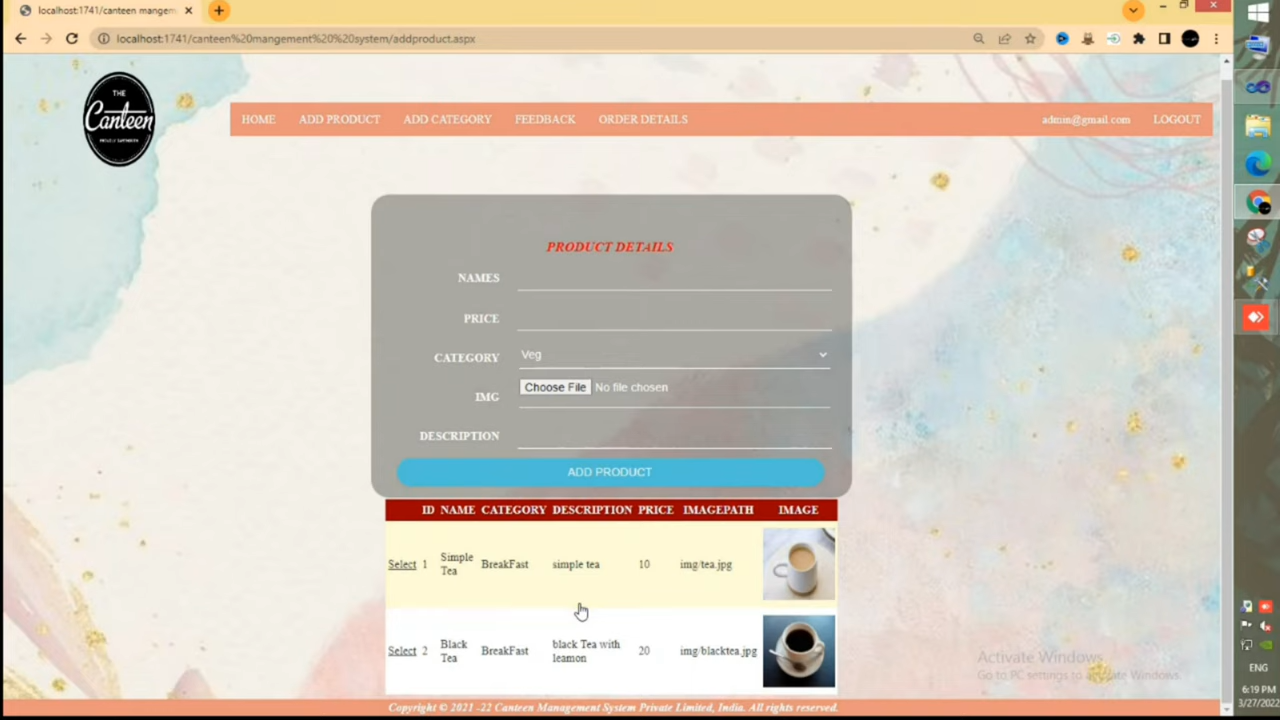 localhost:1741/canteen mangem
localhost:1741/canteen%20mangement%20%20system/addproduct.aspx
THE
Canteen
HOME ADD PRODUCT ADD CATEGORY FEEDBACK ORDER DETAILS admin@gmail.com LOGOUT
PRODUCT DETAILS
NAMES
PRICE
CATEGORY Veg
IMG Choose File No file chosen
DESCRIPTION
ADD PRODUCT
ID NAME CATEGORY DESCRIPTION PRICE IMAGEPATH IMAGE
Select 1 Simple Tea BreakFast simple tea 10 img/tea.jpg
Select 2 Black Tea BreakFast black Tea with leamon 20 img/blacktea.jpg
Activate Windows
Go to PC settings to activate Windows.
Copyright © 2021 -22 Canteen Management System Private Limited, India. All rights reserved.
ENG
6:19 PM
3/27/2022